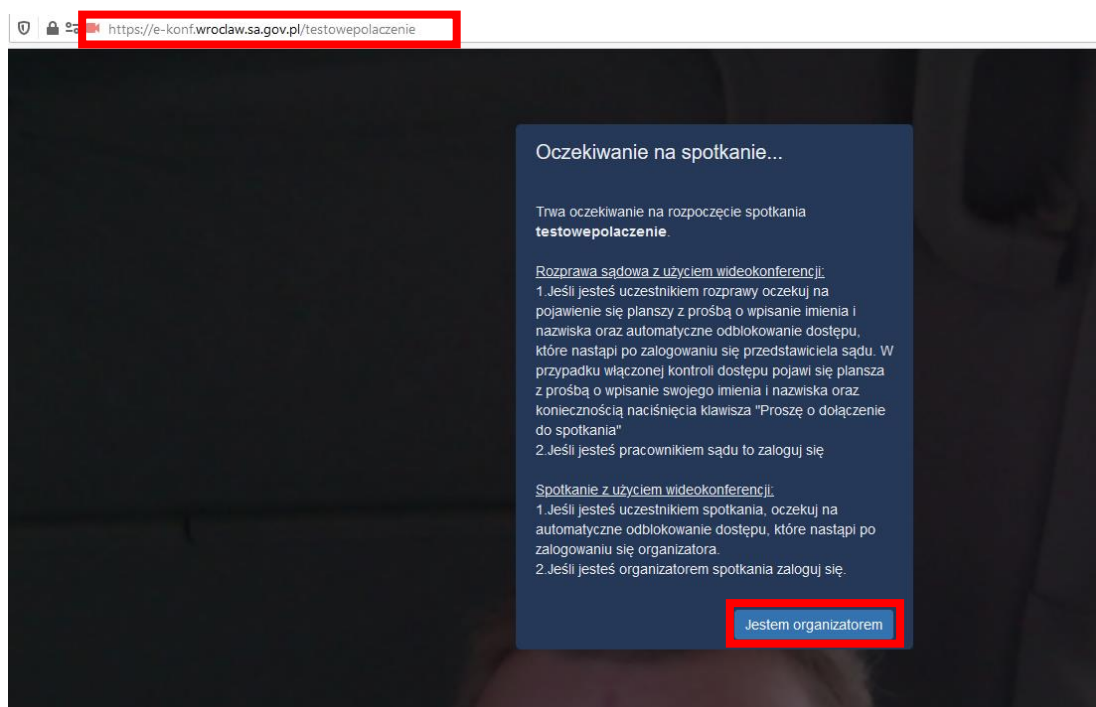 https://e-konf.wroclaw.sa.gov.pl/testowepolaczenie
Oczekiwanie na spotkanie...
Trwa oczekiwanie na rozpoczęcie spotkania
testowepolaczenie.
Rozprawa sądowa z użyciem wideokonferencji:
1.Jeśli jesteś uczestnikiem rozprawy oczekuj na
pojawienie się planszy z prośbą o wpisanie imienia i
nazwiska oraz automatyczne odblokowanie dostępu,
które nastąpi po zalogowaniu się przedstawiciela sądu. W
przypadku włączonej kontroli dostępu pojawi się plansza
z prośbą o wpisanie swojego imienia i nazwiska oraz
koniecznością naciśnięcia klawisza "Proszę o dołączenie
do spotkania"
2.Jeśli jesteś pracownikiem sądu to zaloguj się
Spotkanie z użyciem wideokonferencji:
1.Jeśli jesteś uczestnikiem spotkania, oczekuj na
automatyczne odblokowanie dostępu, które nastąpi po
zalogowaniu się organizatora.
2.Jeśli jesteś organizatorem spotkania zaloguj się.
Jestem organizatorem